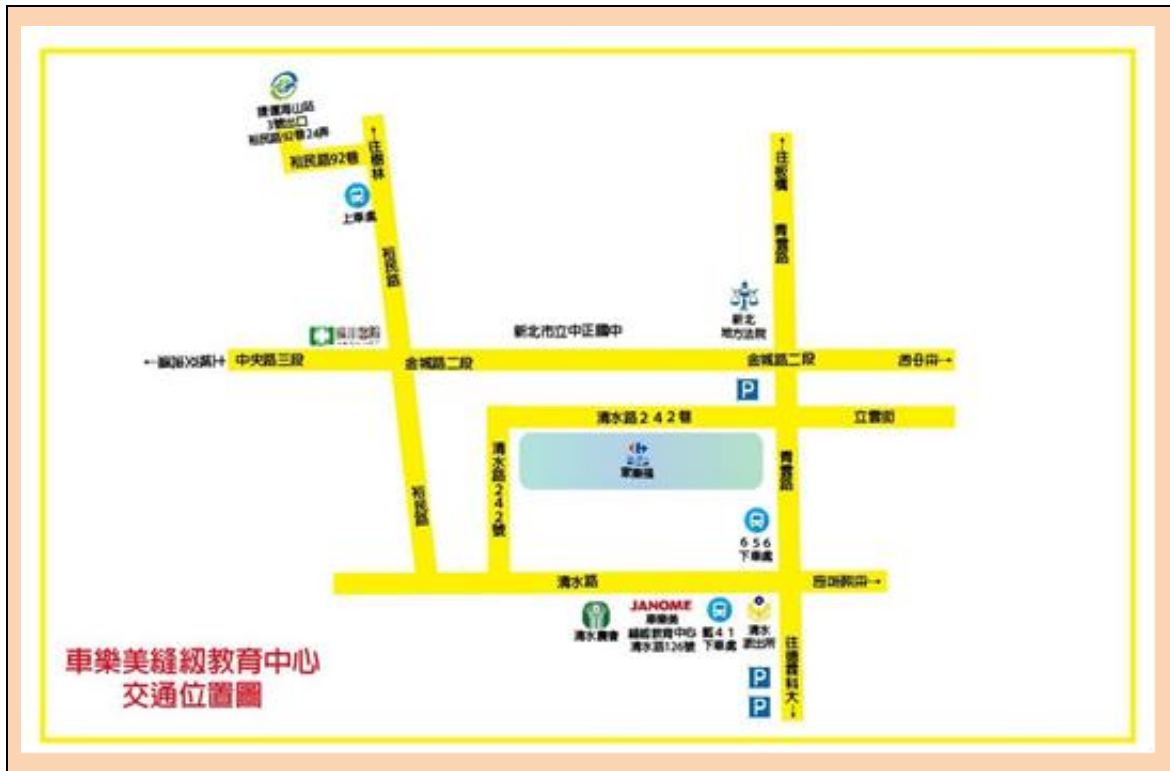 捷運海山站
3號出口
裕民路92巷24弄
裕民路92巷
←往樹林
上車處
裕民路
←往板橋
青雲路
新北
地方法院
新北市立中正國中
中央路三段
金城路二段
金城路二段
P
清水路242巷
立雲街
家樂福
清水路242號
青雲路
裕民路
656
下車處
清水路
清水農會
JANOME
車樂美
縫紉教育中心
清水路126號
藍41
下車處
清水
派出所
往德霖科大→
P
P
車樂美縫紉教育中心
交通位置圖